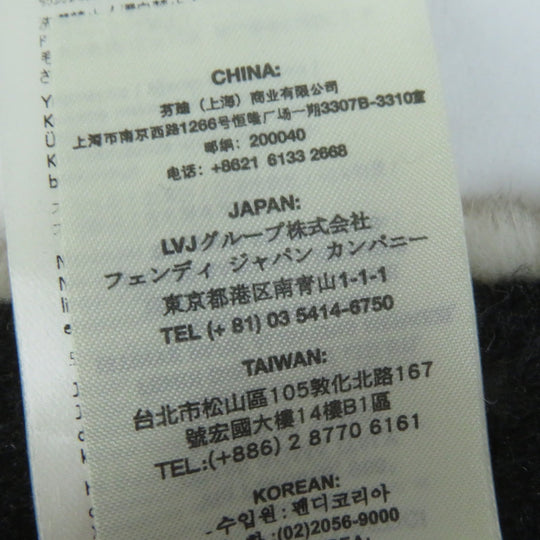 CHINA:
芬迪（上海）商业有限公司
上海市南京西路1266号恒隆广场一期3307B-3310室
邮编：200040
电话：+8621 6133 2668
JAPAN:
LVJグループ株式会社
フェンディ ジャパン カンパニー
東京都港区南青山1-1-1
TEL (+ 81) 03 5414-6750
TAIWAN:
台北市松山區105敦化北路167
號宏國大樓14樓B1區
TEL.:(+886) 2 8770 6161
KOREAN:
- 수입원 : 펜디코리아
- 전화 :(02)2056-9000